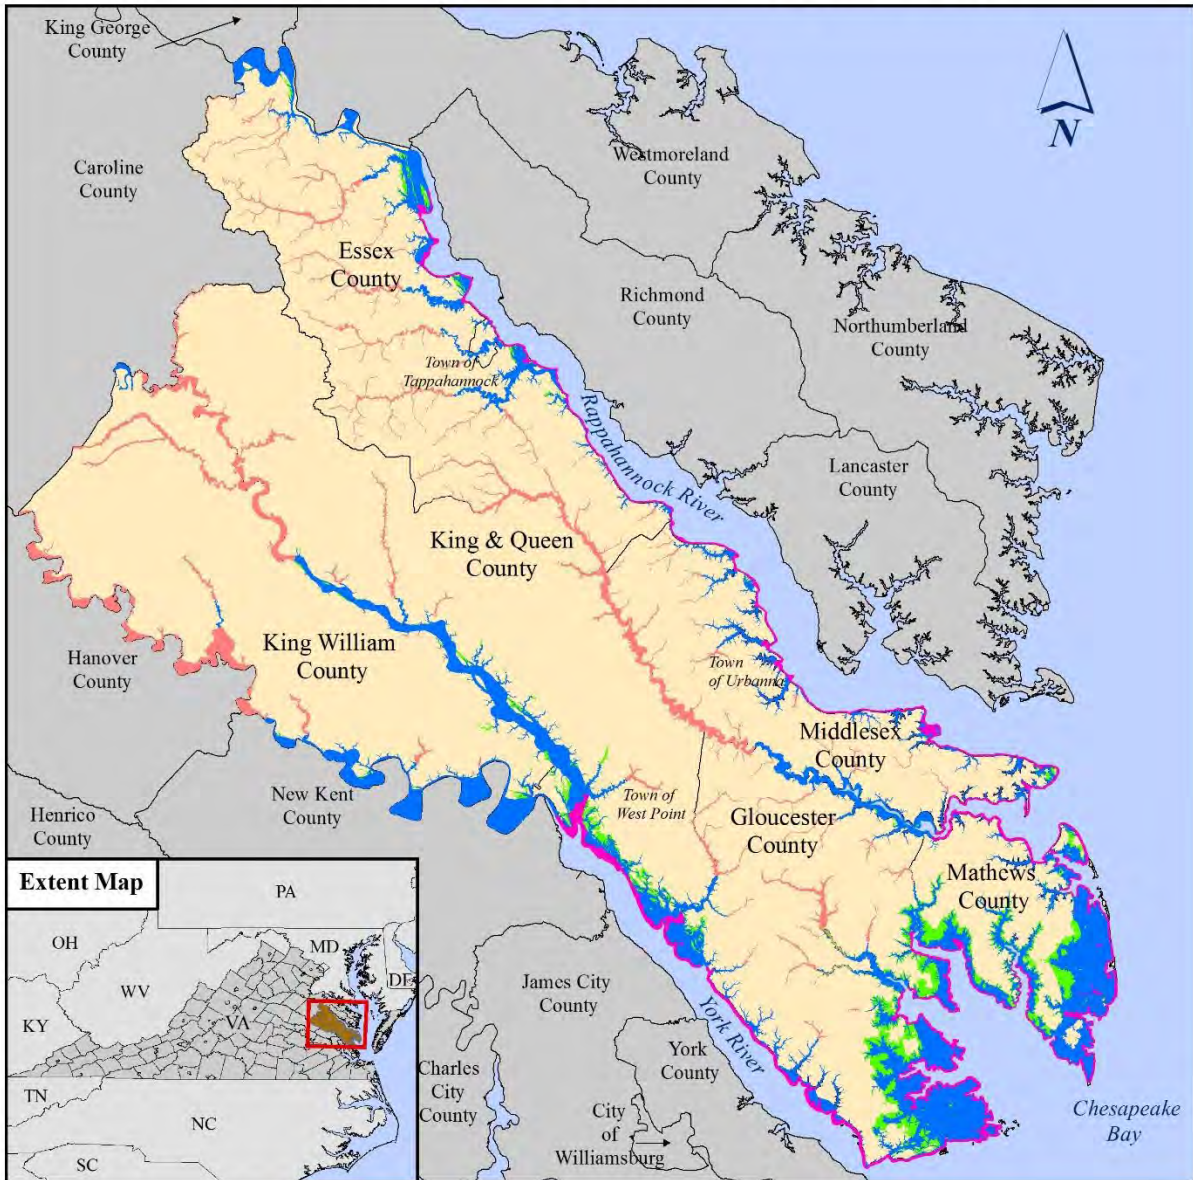 King George
County
N
Caroline
County
Westmoreland
County
Essex
County
Richmond
County
Northumberland
County
Town of
Tappahannock
Rappahannock River
Lancaster
County
King & Queen
County
King William
County
Hanover
County
Town
of Urbanna
Middlesex
County
New Kent
County
Town of
West Point
Henrico
County
Gloucester
County
Mathews
County
Extent Map
PA
OH
MD
DE
WV
KY
VA
TN
NC
SC
James City
County
York River
York
County
Charles
City
County
City
of
Williamsburg
Chesapeake
Bay